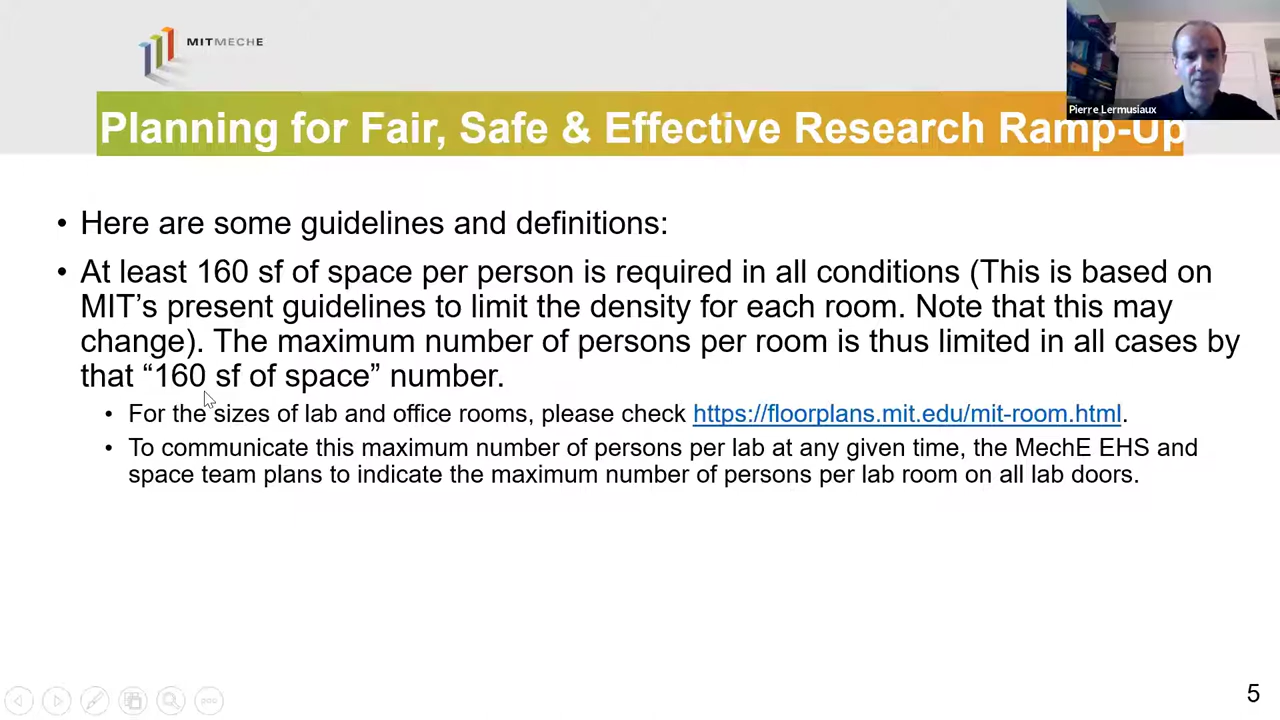 MITMECHE
Pierre Lermusiaux
Planning for Fair, Safe & Effective Research Ramp-Up
• Here are some guidelines and definitions:
• At least 160 sf of space per person is required in all conditions (This is based on
MIT’s present guidelines to limit the density for each room. Note that this may
change). The maximum number of persons per room is thus limited in all cases by
that “160 sf of space” number.
• For the sizes of lab and office rooms, please check https://floorplans.mit.edu/mit-room.html.
• To communicate this maximum number of persons per lab at any given time, the MechE EHS and
space team plans to indicate the maximum number of persons per lab room on all lab doors.
5